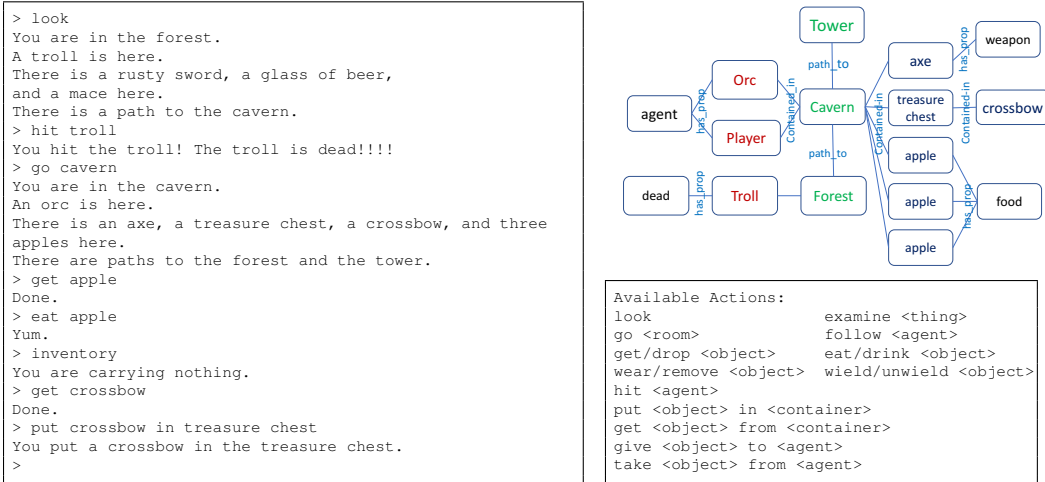 > look
You are in the forest.
A troll is here.
There is a rusty sword, a glass of beer,
and a mace here.
There is a path to the cavern.
> hit troll
You hit the troll! The troll is dead!!!!
> go cavern
You are in the cavern.
An orc is here.
There is an axe, a treasure chest, a crossbow, and three
apples here.
There are paths to the forest and the tower.
> get apple
Done.
> eat apple
Yum.
> inventory
You are carrying nothing.
> get crossbow
Done.
> put crossbow in treasure chest
You put a crossbow in the treasure chest.
>
Tower
path_to
axe
has_prop
weapon
Orc
agent
has_prop
Contained_in
Cavern
Contained-in
treasure
chest
Contained-in
crossbow
Player
path_to
apple
dead
has_prop
Troll
Forest
apple
has_prop
food
apple
Available Actions:
look examine <thing>
go <room> follow <agent>
get/drop <object> eat/drink <object>
wear/remove <object> wield/unwield <object>
hit <agent>
put <object> in <container>
get <object> from <container>
give <object> to <agent>
take <object> from <agent>